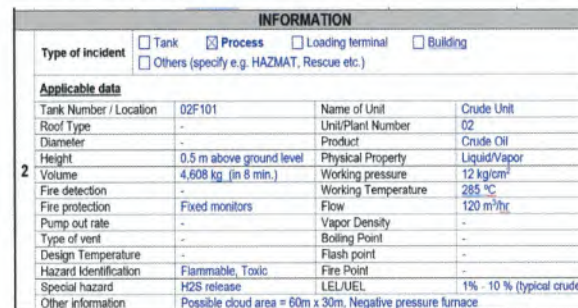 INFORMATION
Type of incident Tank Process Loading terminal Building
Others (specify e.g. HAZMAT, Rescue etc.)
Applicable data
2
Tank Number / Location 02F101 Name of Unit Crude Unit
Roof Type - Unit/Plant Number 02
Diameter - Product Crude Oil
Height 0.5 m above ground level Physical Property Liquid/Vapor
Volume 4,608 kg (in 8 min.) Working pressure 12 kg/cm²
Fire detection - Working Temperature 285 ºC
Fire protection Fixed monitors Flow 120 m³/hr
Pump out rate - Vapor Density -
Type of vent - Boiling Point -
Design Temperature - Flash point -
Hazard Identification Flammable, Toxic Fire Point -
Special hazard H2S release LEL/UEL 1% - 10 % (typical crude
Other information Possible cloud area = 60m x 30m, Negative pressure furnace